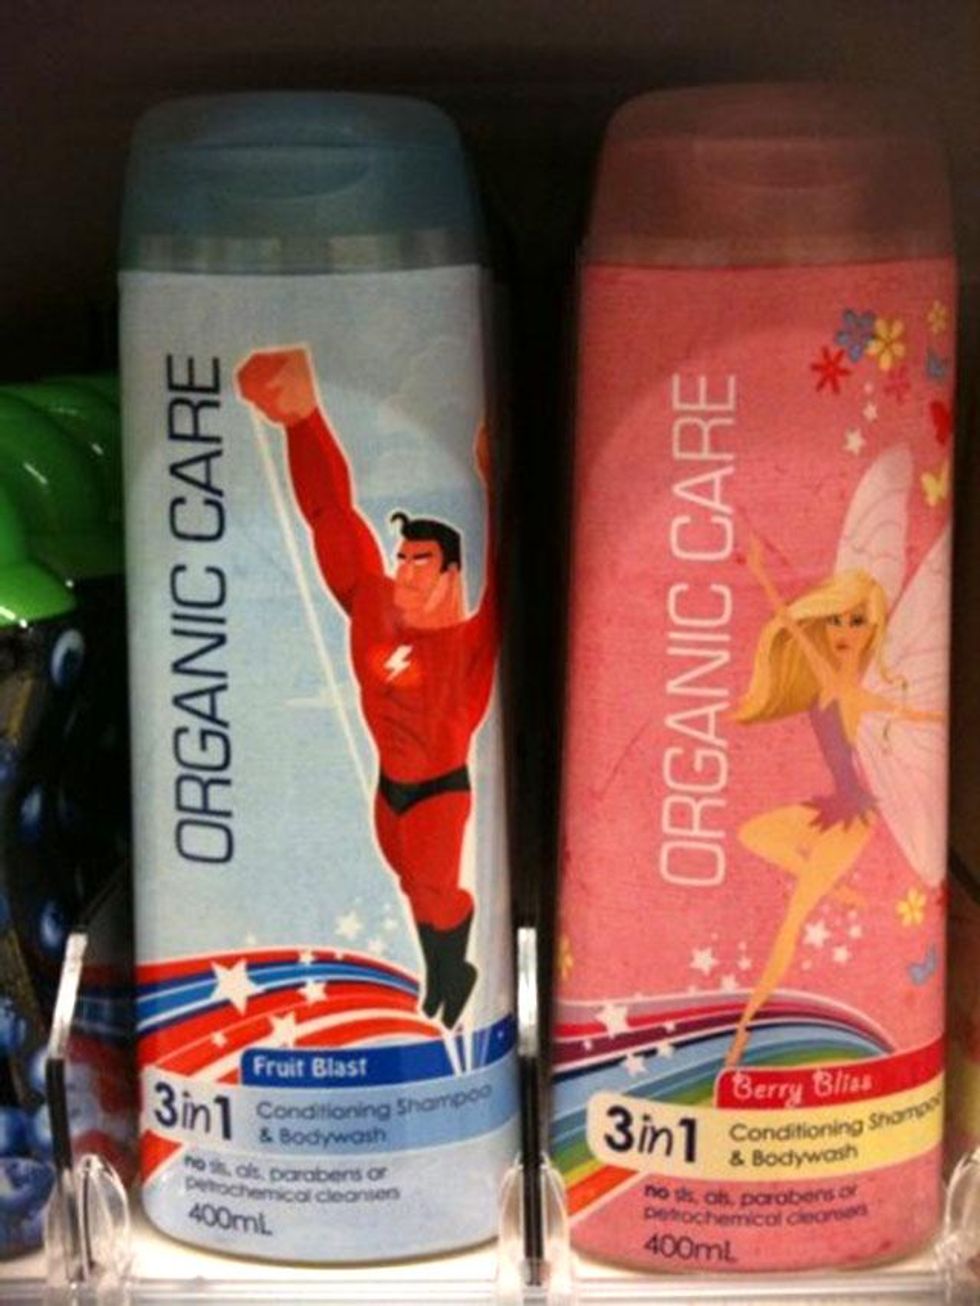 ORGANIC CARE
Fruit Blast
3in1
Conditioning Shampoo
& Bodywash
no sls, als, parabens or
petrochemical cleansers
400mL
ORGANIC CARE
Berry Bliss
3in1
Conditioning Shampoo
& Bodywash
no sls, als, parabens or
petrochemical cleansers
400mL